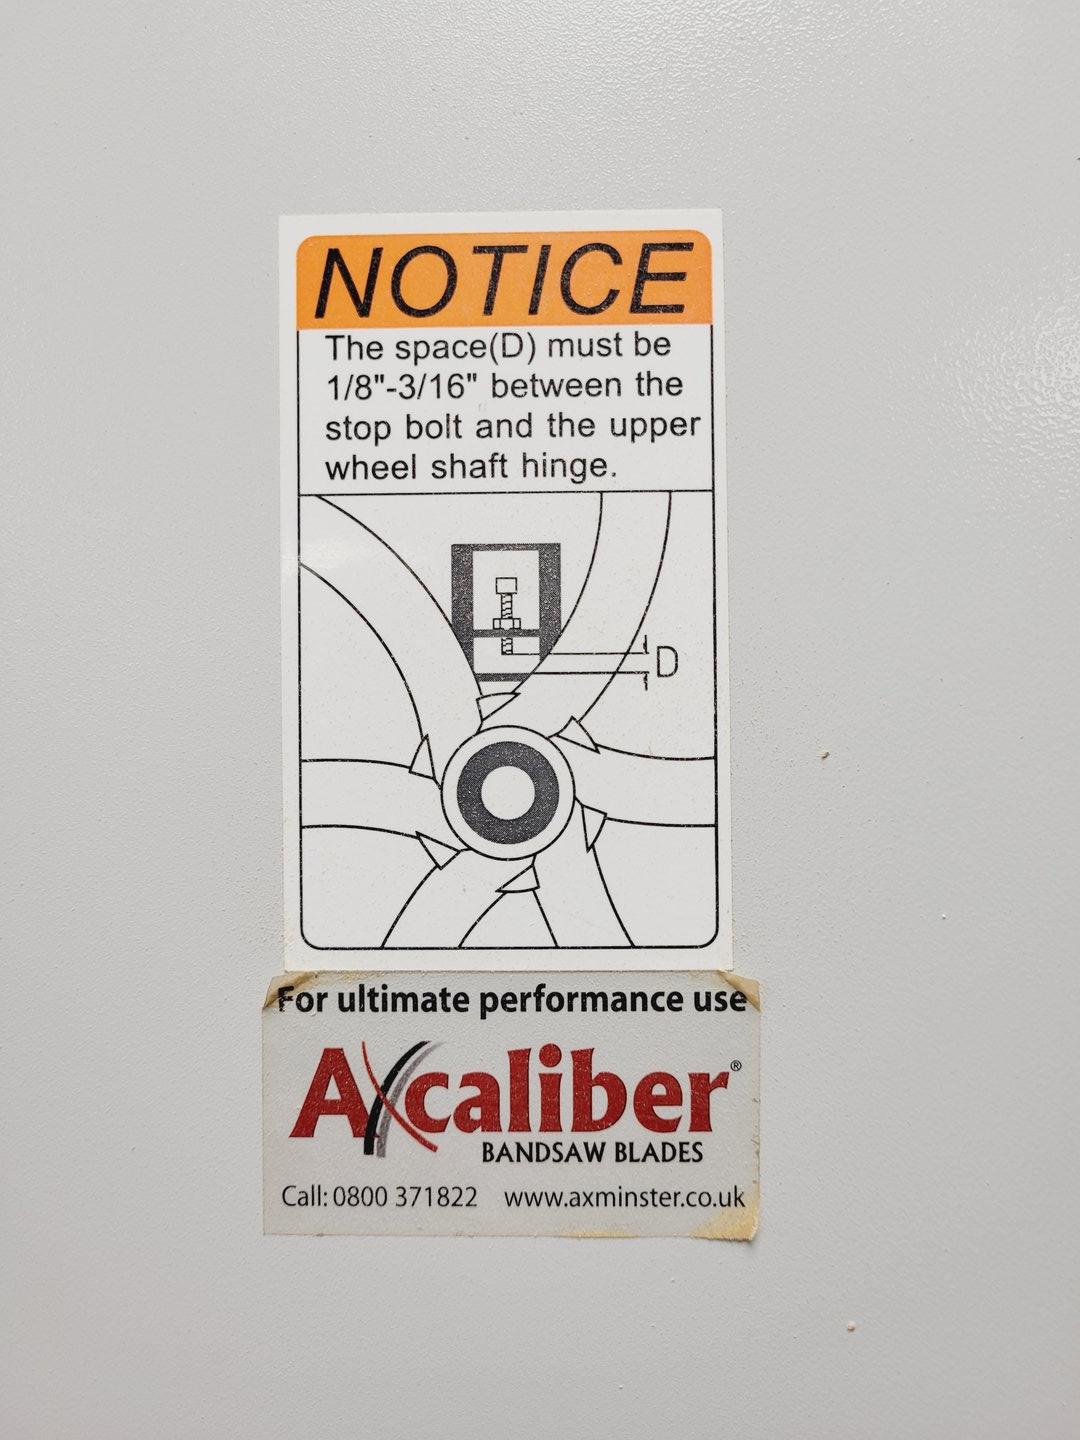 NOTICE
The space(D) must be
1/8"-3/16" between the
stop bolt and the upper
wheel shaft hinge.
D
For ultimate performance use
Axcaliber®
BANDSAW BLADES
Call: 0800 371822 www.axminster.co.uk